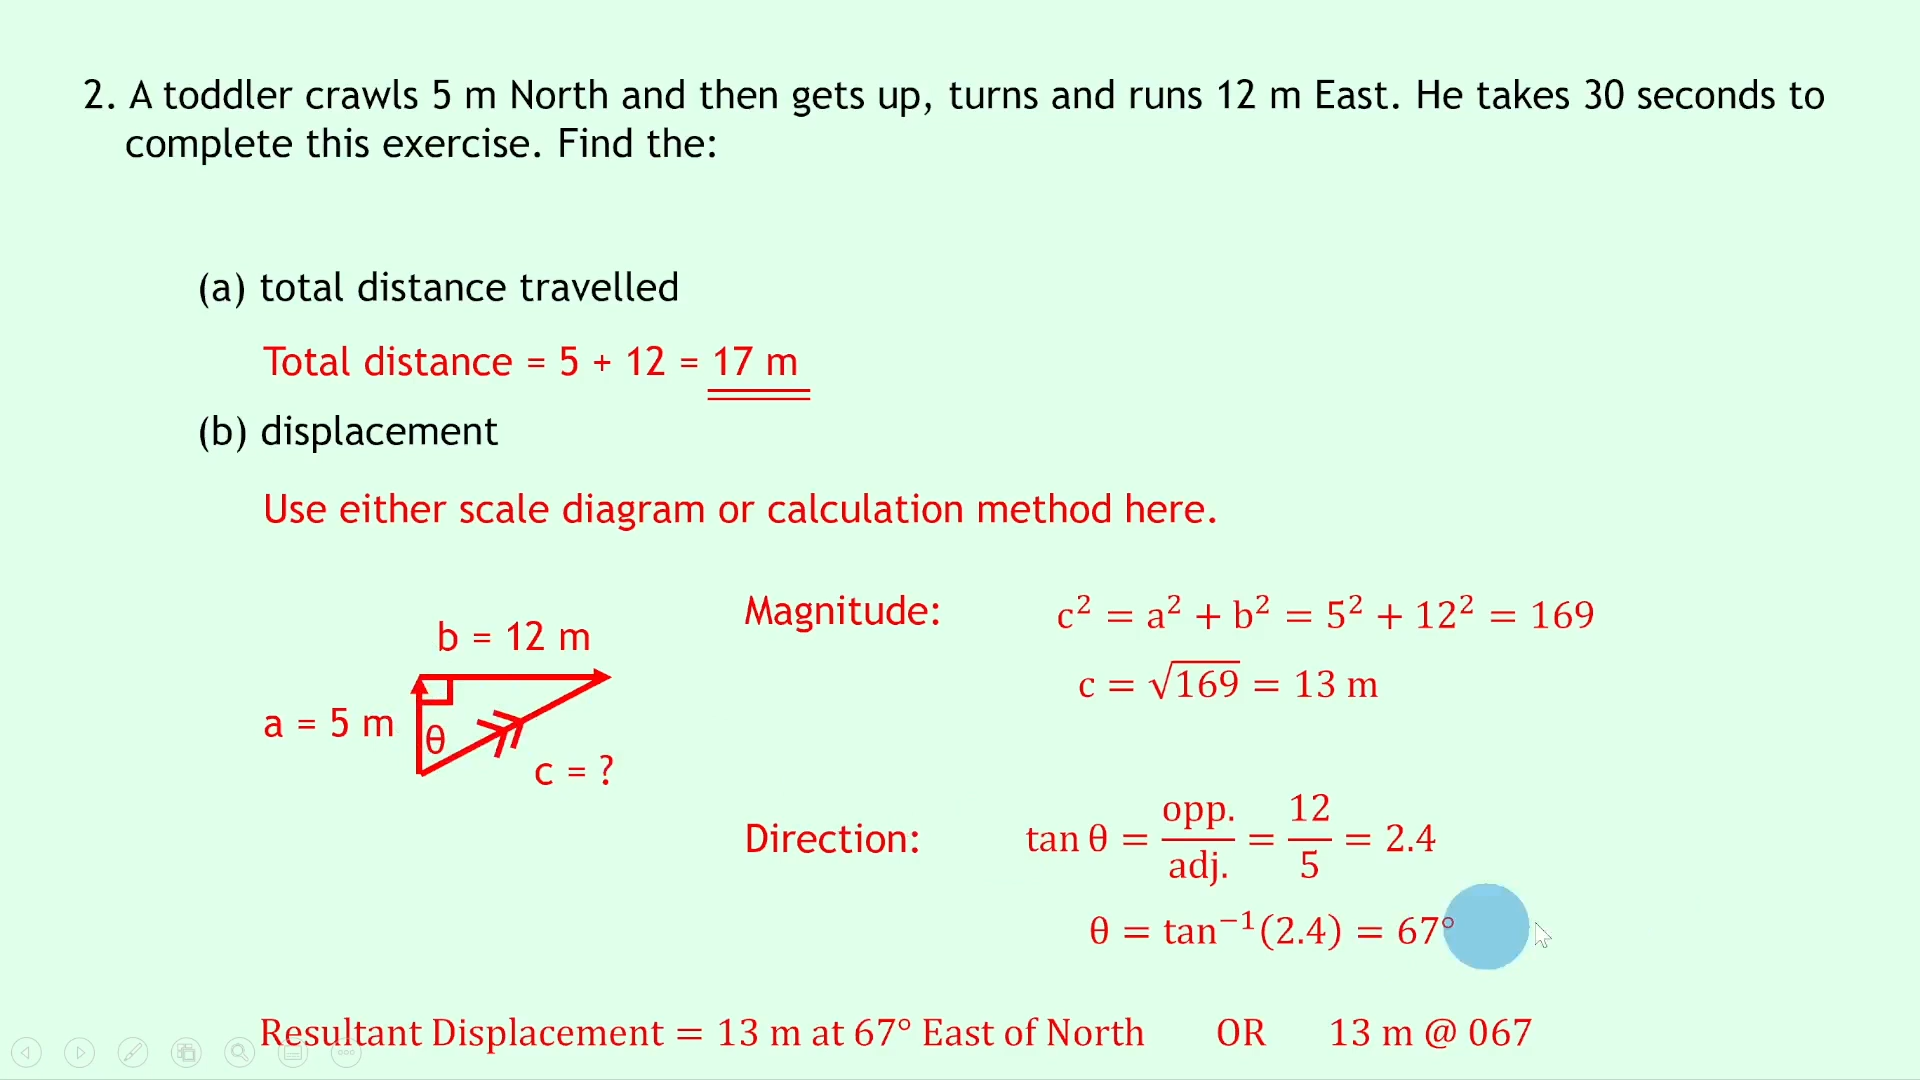 2. A toddler crawls 5 m North and then gets up, turns and runs 12 m East. He takes 30 seconds to
complete this exercise. Find the:
(a) total distance travelled
Total distance = 5 + 12 = 17 m
(b) displacement
Use either scale diagram or calculation method here.
b = 12 m
a = 5 m
θ
c = ?
Magnitude:
c² = a² + b² = 5² + 12² = 169
c = √169 = 13 m
Direction:
tan θ = opp./adj. = 12/5 = 2.4
θ = tan⁻¹(2.4) = 67°
Resultant Displacement = 13 m at 67° East of North OR 13 m @ 067